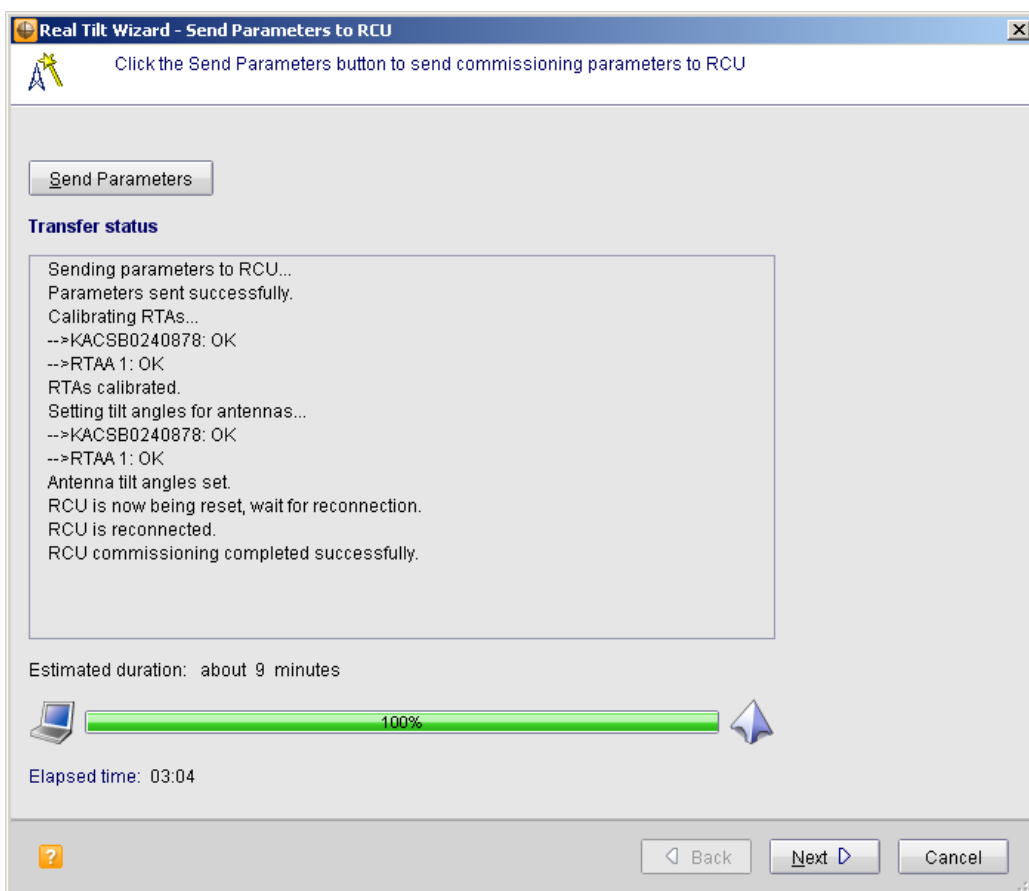 Real Tilt Wizard - Send Parameters to RCU
Click the Send Parameters button to send commissioning parameters to RCU
Send Parameters
Transfer status
Sending parameters to RCU...
Parameters sent successfully.
Calibrating RTAs...
-->KACSB0240878: OK
-->RTAA 1: OK
RTAs calibrated.
Setting tilt angles for antennas...
-->KACSB0240878: OK
-->RTAA 1: OK
Antenna tilt angles set.
RCU is now being reset, wait for reconnection.
RCU is reconnected.
RCU commissioning completed successfully.
Estimated duration: about 9 minutes
100%
Elapsed time: 03:04
? Back Next Cancel